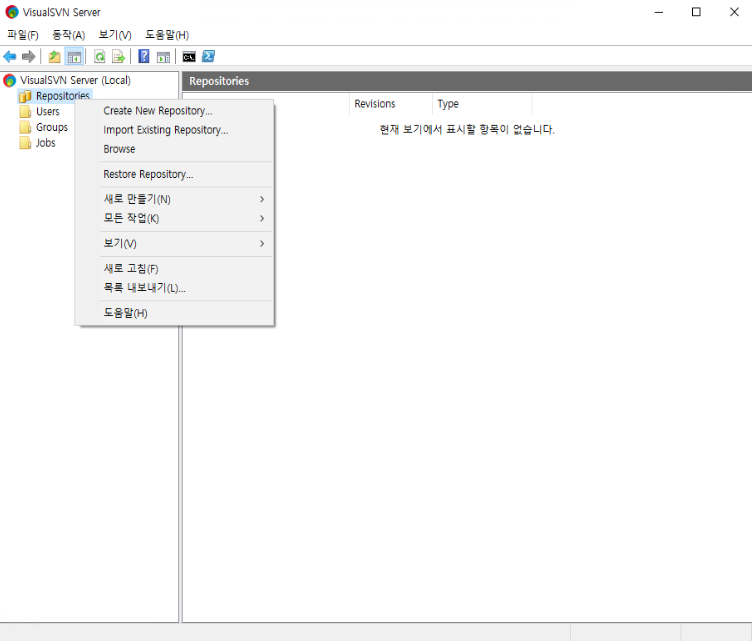 VisualSVN Server
파일(F) 동작(A) 보기(V) 도움말(H)
VisualSVN Server (Local)
Repositories
Users
Groups
Jobs
Create New Repository...
Import Existing Repository...
Browse
Restore Repository...
새로 만들기(N)
모든 작업(K)
보기(V)
새로 고침(F)
목록 내보내기(L)...
도움말(H)
Repositories
Revisions Type
현재 보기에서 표시할 항목이 없습니다.